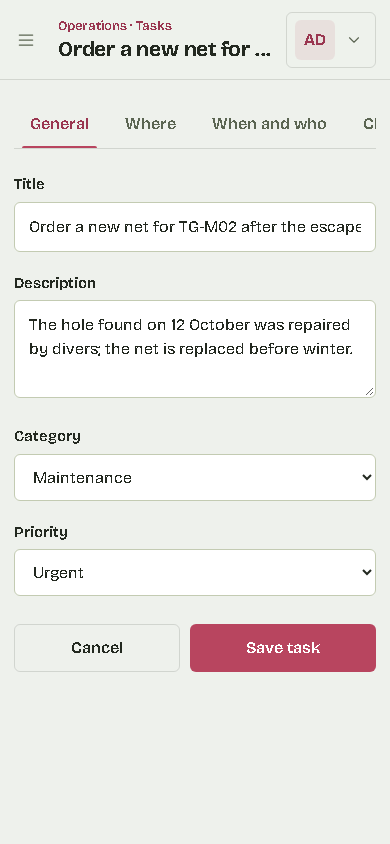 Operations · Tasks
Order a new net for ...
AD
General
Where
When and who
Title
Order a new net for TG-M02 after the escape
Description
The hole found on 12 October was repaired
by divers; the net is replaced before winter.
Category
Maintenance
Priority
Urgent
Cancel
Save task